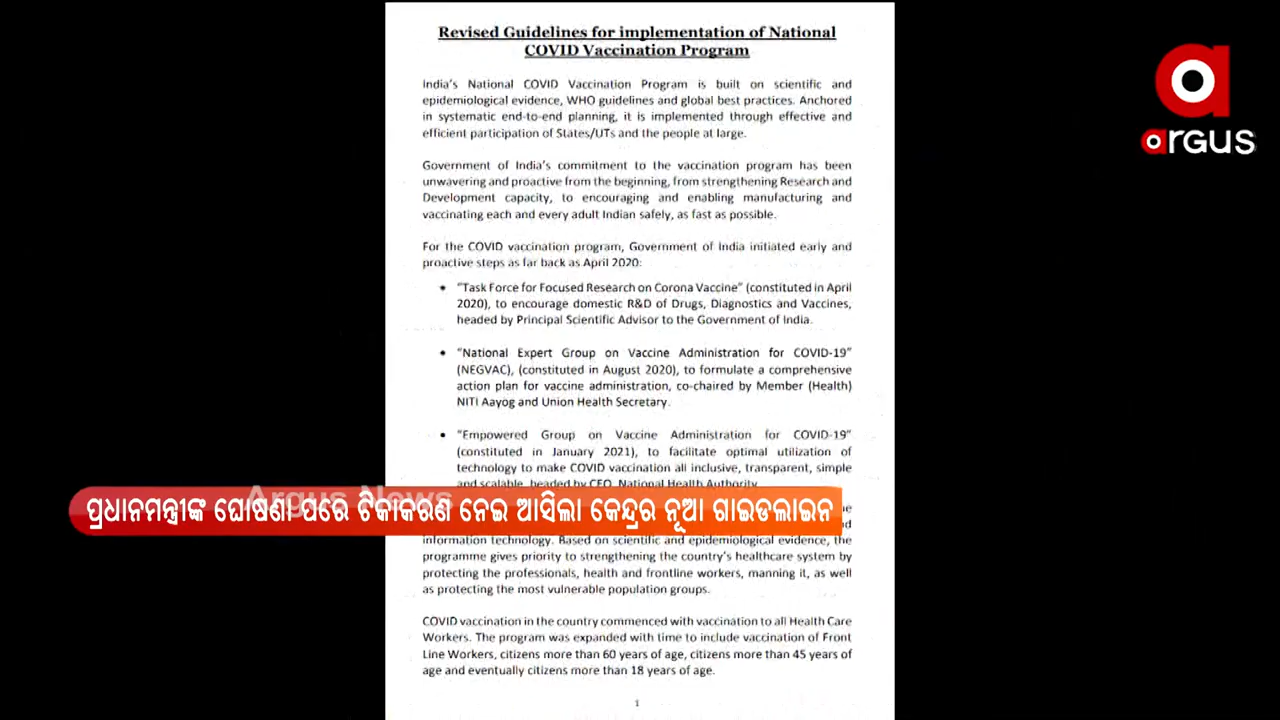 Revised Guidelines for implementation of National
COVID Vaccination Program
India's National COVID Vaccination Program is built on scientific and
epidemiological evidence, WHO guidelines and global best practices. Anchored
in systematic end-to-end planning, it is implemented through effective and
efficient participation of States/UTs and the people at large.
Government of India's commitment to the vaccination program has been
unwavering and proactive from the beginning, from strengthening Research and
Development capacity, to encouraging and enabling manufacturing and
vaccinating each and every adult Indian safely, as fast as possible.
For the COVID vaccination program, Government of India initiated early and
proactive steps as far back as April 2020:
• "Task Force for Focused Research on Corona Vaccine" (constituted in April
2020), to encourage domestic R&D of Drugs, Diagnostics and Vaccines,
headed by Principal Scientific Advisor to the Government of India.
• "National Expert Group on Vaccine Administration for COVID-19"
(NEGVAC), (constituted in August 2020), to formulate a comprehensive
action plan for vaccine administration, co-chaired by Member (Health)
NITI Aayog and Union Health Secretary.
• "Empowered Group on Vaccine Administration for COVID-19"
(constituted in January 2021), to facilitate optimal utilization of
technology to make COVID vaccination all inclusive, transparent, simple
and scalable, headed by CEO, National Health Authority.
Argus News
ପ୍ରଧାନମନ୍ତ୍ରୀଙ୍କ ଘୋଷଣା ପରେ ଟିକାକରଣ ନେଇ ଆସିଲା କେନ୍ଦ୍ରର ନୂଆ ଗାଇଡଲାଇନ
information technology. Based on scientific and epidemiological evidence, the
programme gives priority to strengthening the country's healthcare system by
protecting the professionals, health and frontline workers, manning it, as well
as protecting the most vulnerable population groups.
COVID vaccination in the country commenced with vaccination to all Health Care
Workers. The program was expanded with time to include vaccination of Front
Line Workers, citizens more than 60 years of age, citizens more than 45 years of
age and eventually citizens more than 18 years of age.
1
argus